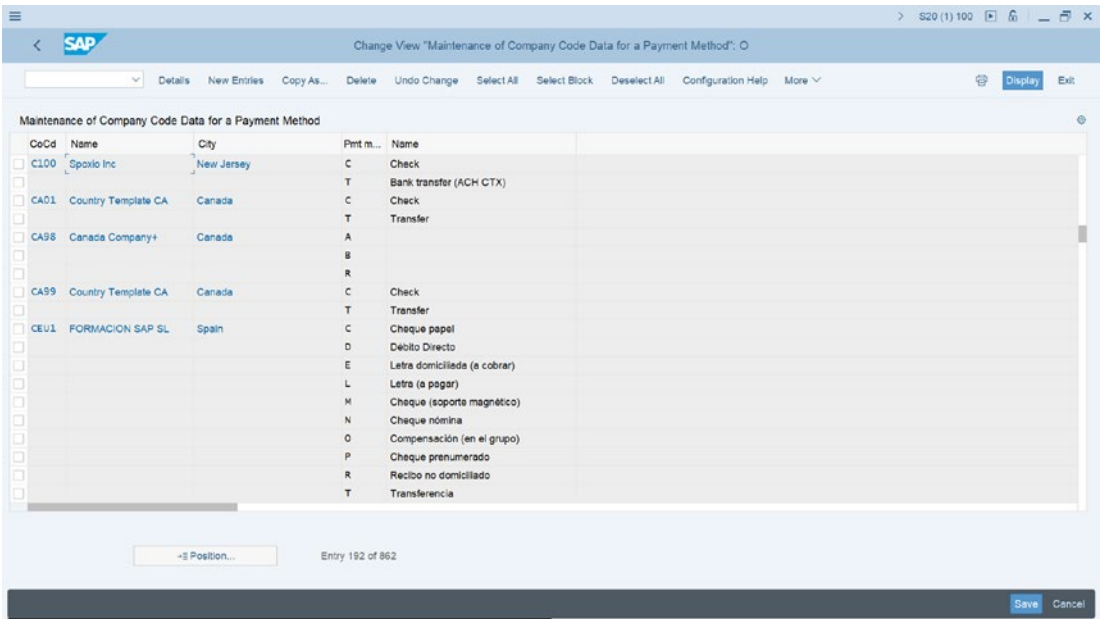 S20 (1) 100
SAP
Change View "Maintenance of Company Code Data for a Payment Method": O
Details New Entries Copy As... Delete Undo Change Select All Select Block Deselect All Configuration Help More Display Exit
Maintenance of Company Code Data for a Payment Method
CoCd Name City Pmt m... Name
C100 Spoxio Inc New Jersey C Check
T Bank transfer (ACH CTX)
CA01 Country Template CA Canada C Check
T Transfer
CA98 Canada Company+ Canada A
B
R
CA99 Country Template CA Canada C Check
T Transfer
CEU1 FORMACION SAP SL Spain C Cheque papel
D Débito Directo
E Letra domiciliada (a cobrar)
L Letra (a pagar)
M Cheque (soporte magnético)
N Cheque nómina
O Compensación (en el grupo)
P Cheque prenumerado
R Recibo no domiciliado
T Transferencia
Position... Entry 192 of 862
Save Cancel